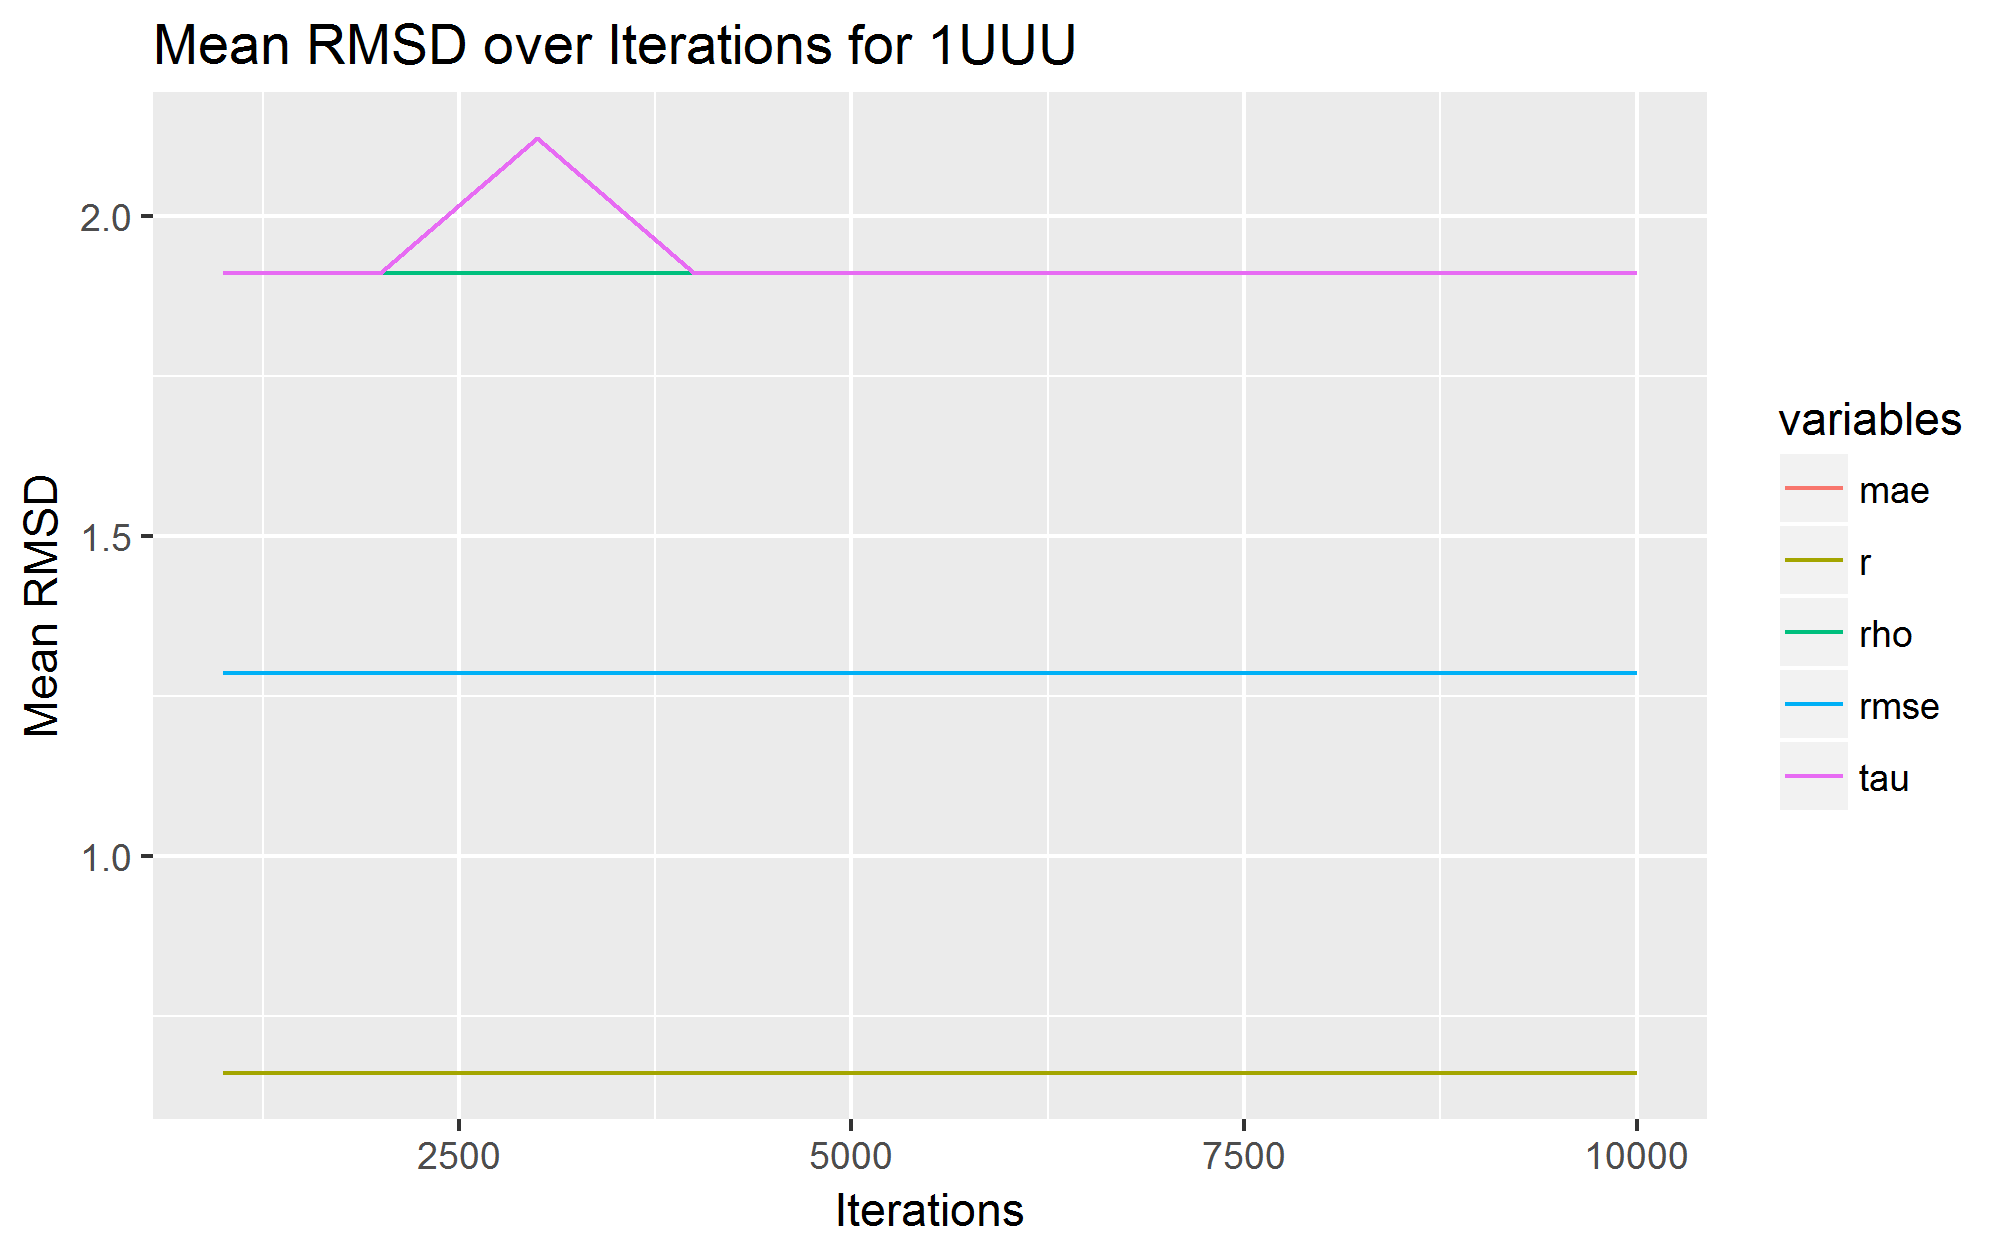 Mean RMSD over Iterations for 1UUU
2.0
1.5
1.0
Mean RMSD
2500
5000
7500
10000
Iterations
variables
mae
r
rho
rmse
tau